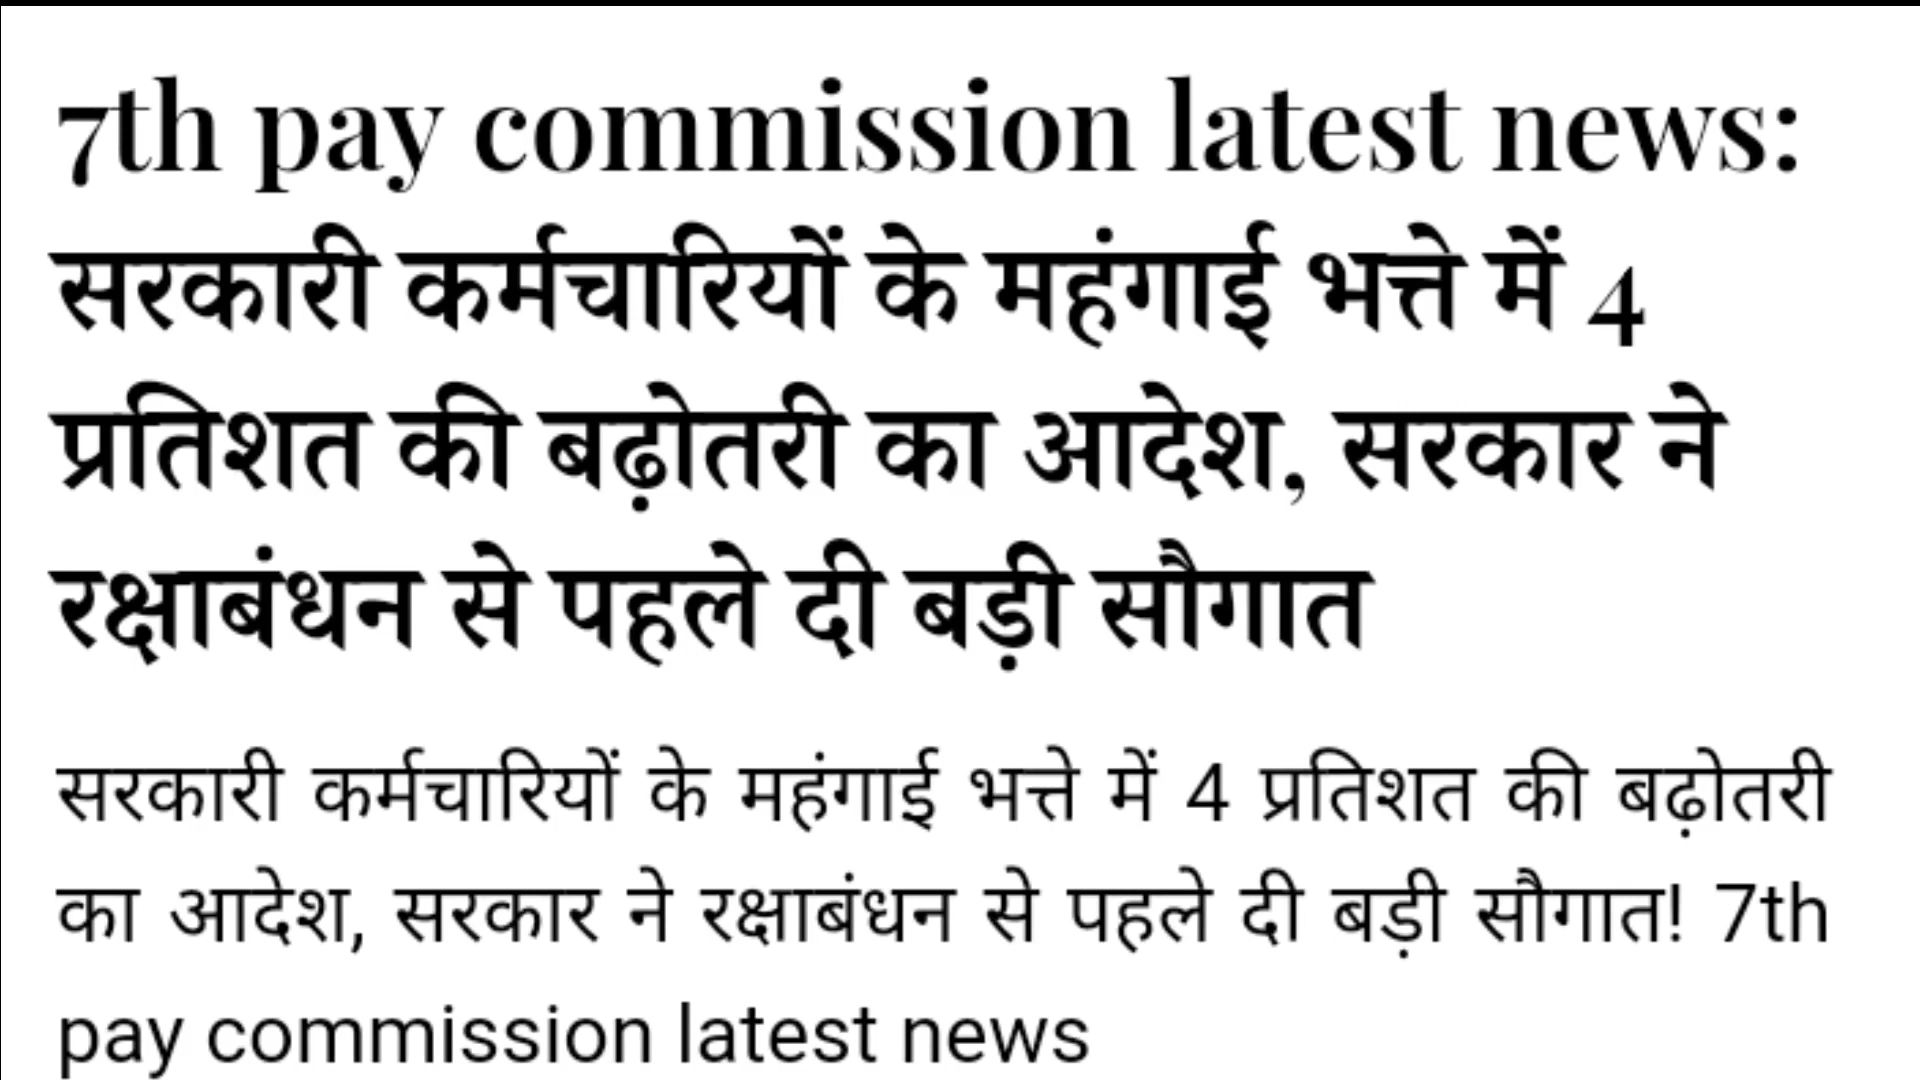 7th pay commission latest news:
सरकारी कर्मचारियों के महंगाई भत्ते में 4
प्रतिशत की बढ़ोतरी का आदेश, सरकार ने
रक्षाबंधन से पहले दी बड़ी सौगात
सरकारी कर्मचारियों के महंगाई भत्ते में 4 प्रतिशत की बढ़ोतरी
का आदेश, सरकार ने रक्षाबंधन से पहले दी बड़ी सौगात! 7th
pay commission latest news